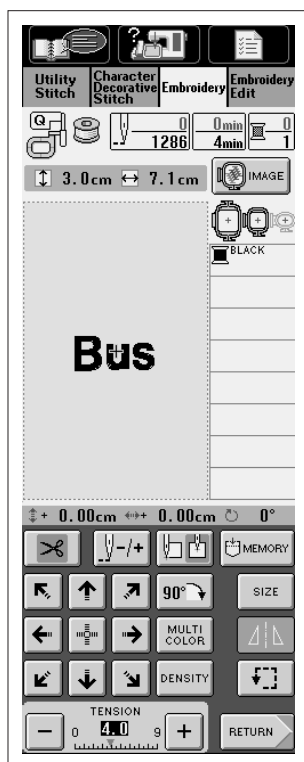 Utility Stitch
Character Decorative Stitch
Embroidery
Embroidery Edit
Q
0
1286
0min
4min
0
1
3.0cm 7.1cm
IMAGE
BLACK
Bus
+ 0.00cm + 0.00cm 0°
-/+
MEMORY
90°
SIZE
MULTI COLOR
DENSITY
TENSION
- 0 4.0 9 +
RETURN